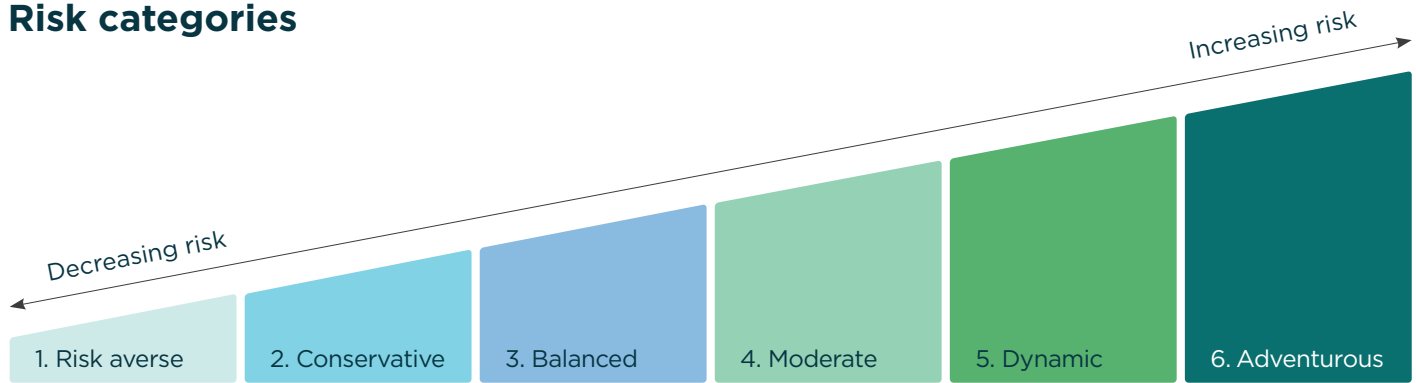 Risk categories
Increasing risk
Decreasing risk
1. Risk averse
2. Conservative
3. Balanced
4. Moderate
5. Dynamic
6. Adventurous